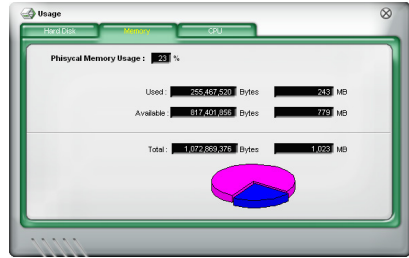 Usage
Hard Disk Memory CPU
Phisycal Memory Usage : 23 %
Used : 255,467,520 Bytes 243 MB
Available : 817,401,856 Bytes 779 MB
Total : 1,072,869,376 Bytes 1,023 MB